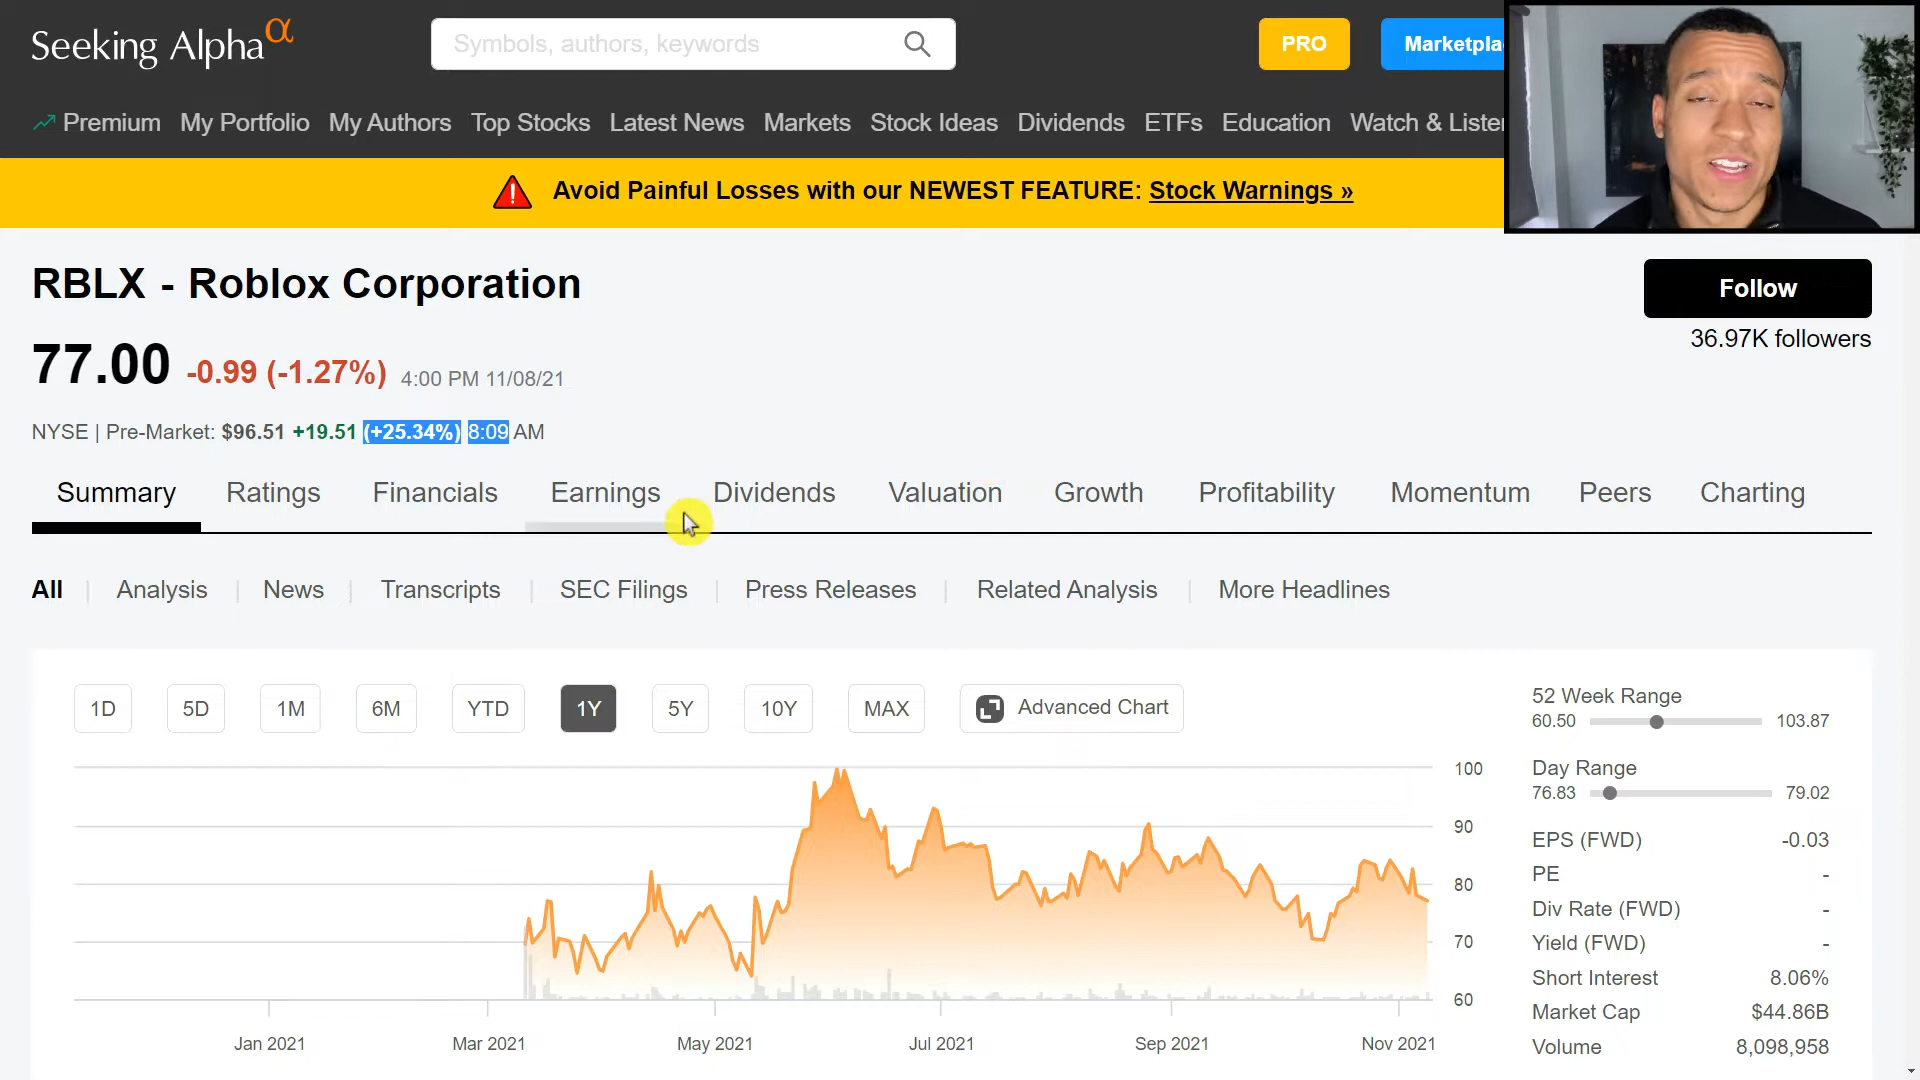 Seeking Alpha α
Symbols, authors, keywords
PRO
Marketpla
Premium My Portfolio My Authors Top Stocks Latest News Markets Stock Ideas Dividends ETFs Education Watch & Listen
Avoid Painful Losses with our NEWEST FEATURE: Stock Warnings »
RBLX - Roblox Corporation
Follow
36.97K followers
77.00 -0.99 (-1.27%) 4:00 PM 11/08/21
NYSE | Pre-Market: $96.51 +19.51 (+25.34%) 8:09 AM
Summary Ratings Financials Earnings Dividends Valuation Growth Profitability Momentum Peers Charting
All | Analysis | News | Transcripts | SEC Filings | Press Releases | Related Analysis | More Headlines
1D 5D 1M 6M YTD 1Y 5Y 10Y MAX Advanced Chart
100
90
80
70
60
Jan 2021 Mar 2021 May 2021 Jul 2021 Sep 2021 Nov 2021
52 Week Range
60.50 103.87
Day Range
76.83 79.02
EPS (FWD) -0.03
PE -
Div Rate (FWD) -
Yield (FWD) -
Short Interest 8.06%
Market Cap $44.86B
Volume 8,098,958